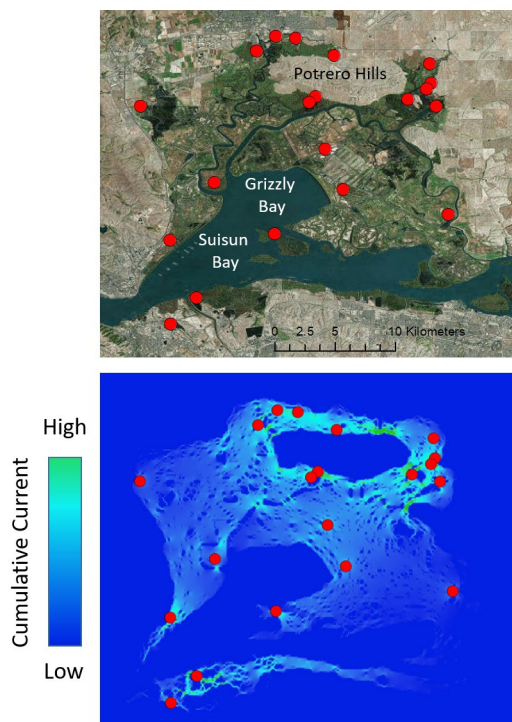 Potrero Hills
Grizzly
Bay
Suisun
Bay
0 2.5 5 10 Kilometers
High
Cumulative Current
Low